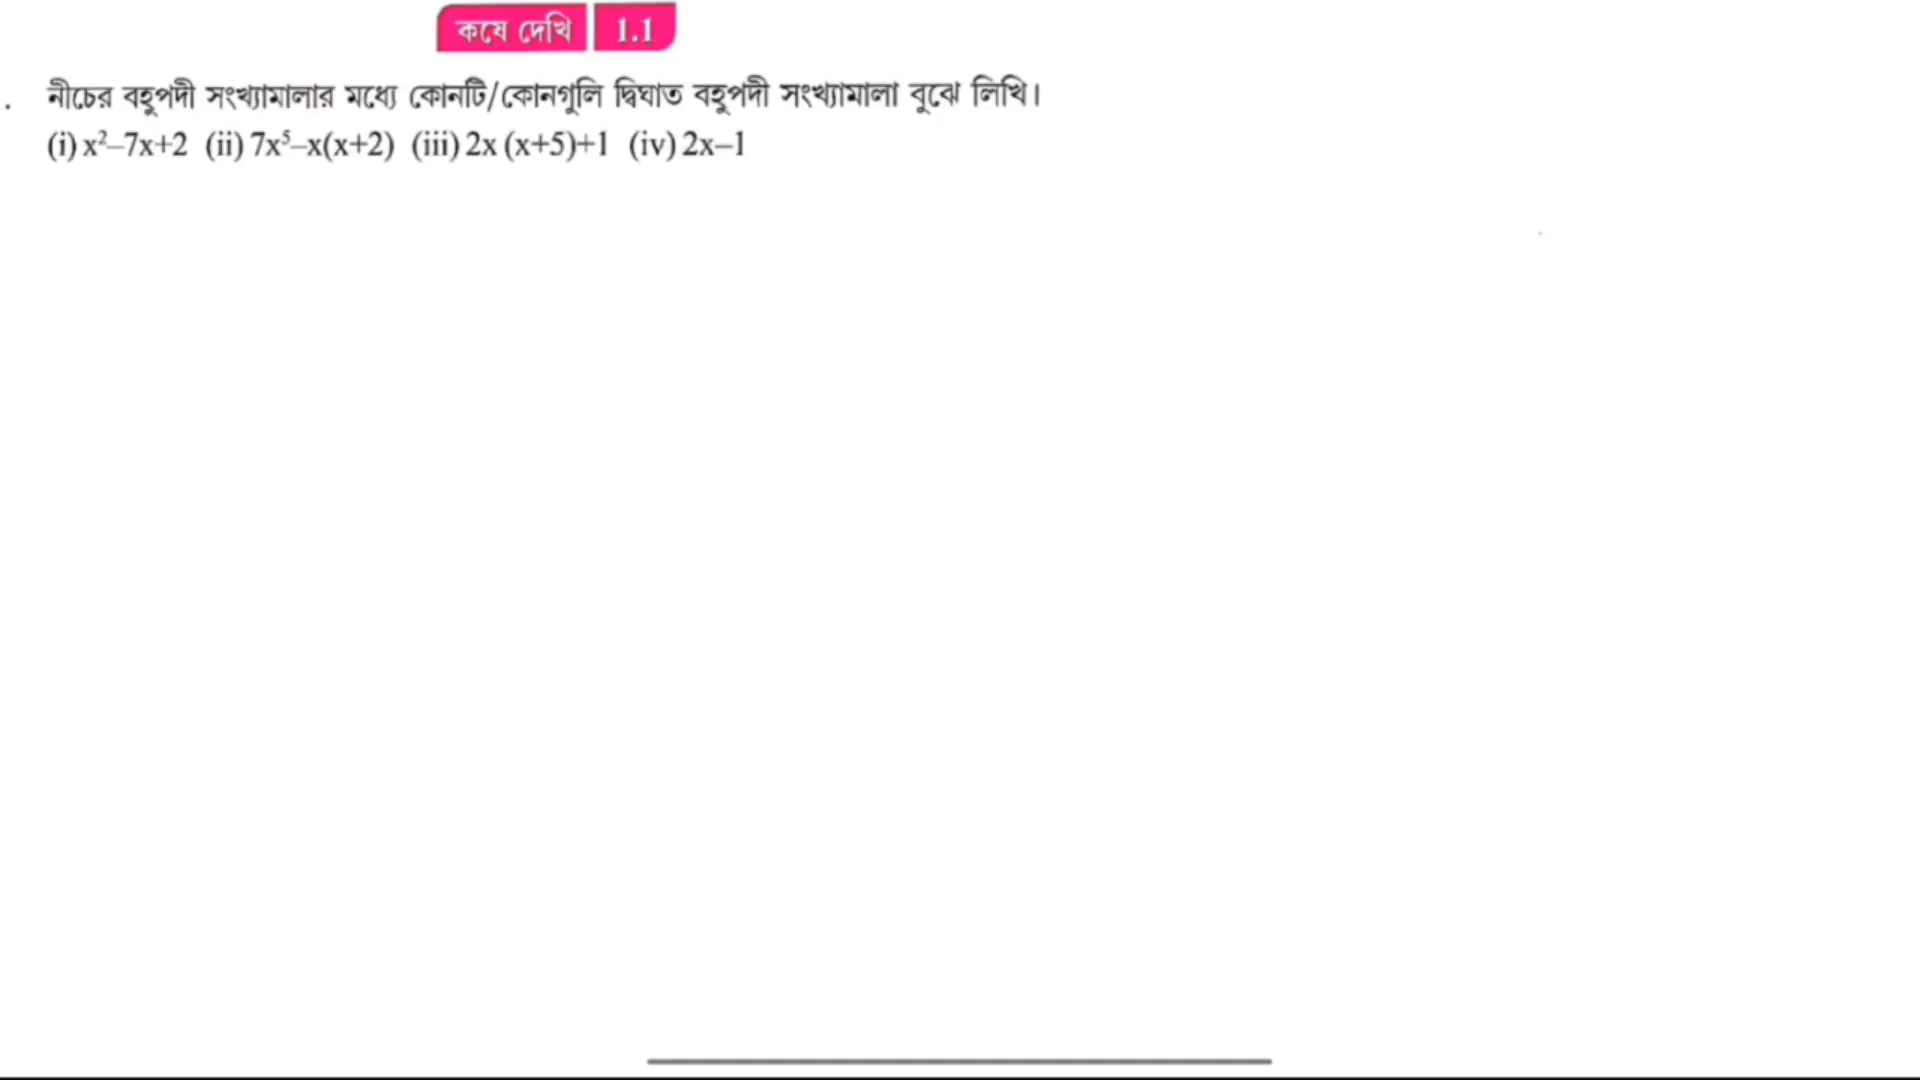 কষে দেখি 1.1
. নীচের বহুপদী সংখ্যামালার মধ্যে কোনটি/কোনগুলি দ্বিঘাত বহুপদী সংখ্যামালা বুঝে লিখি।
(i) x²–7x+2 (ii) 7x⁵–x(x+2) (iii) 2x (x+5)+1 (iv) 2x–1